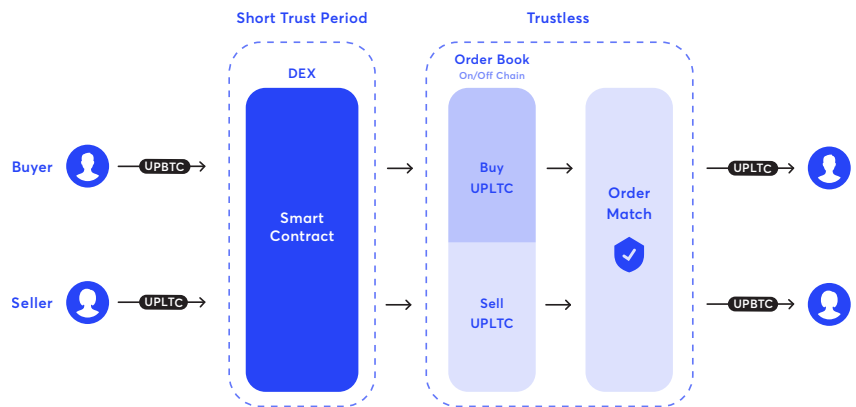 Short Trust Period
Trustless
DEX
Order Book
On/Off Chain
Buyer
UPBTC
Buy
UPLTC
UPLTC
Smart
Contract
Order
Match
Seller
UPLTC
Sell
UPLTC
UPBTC